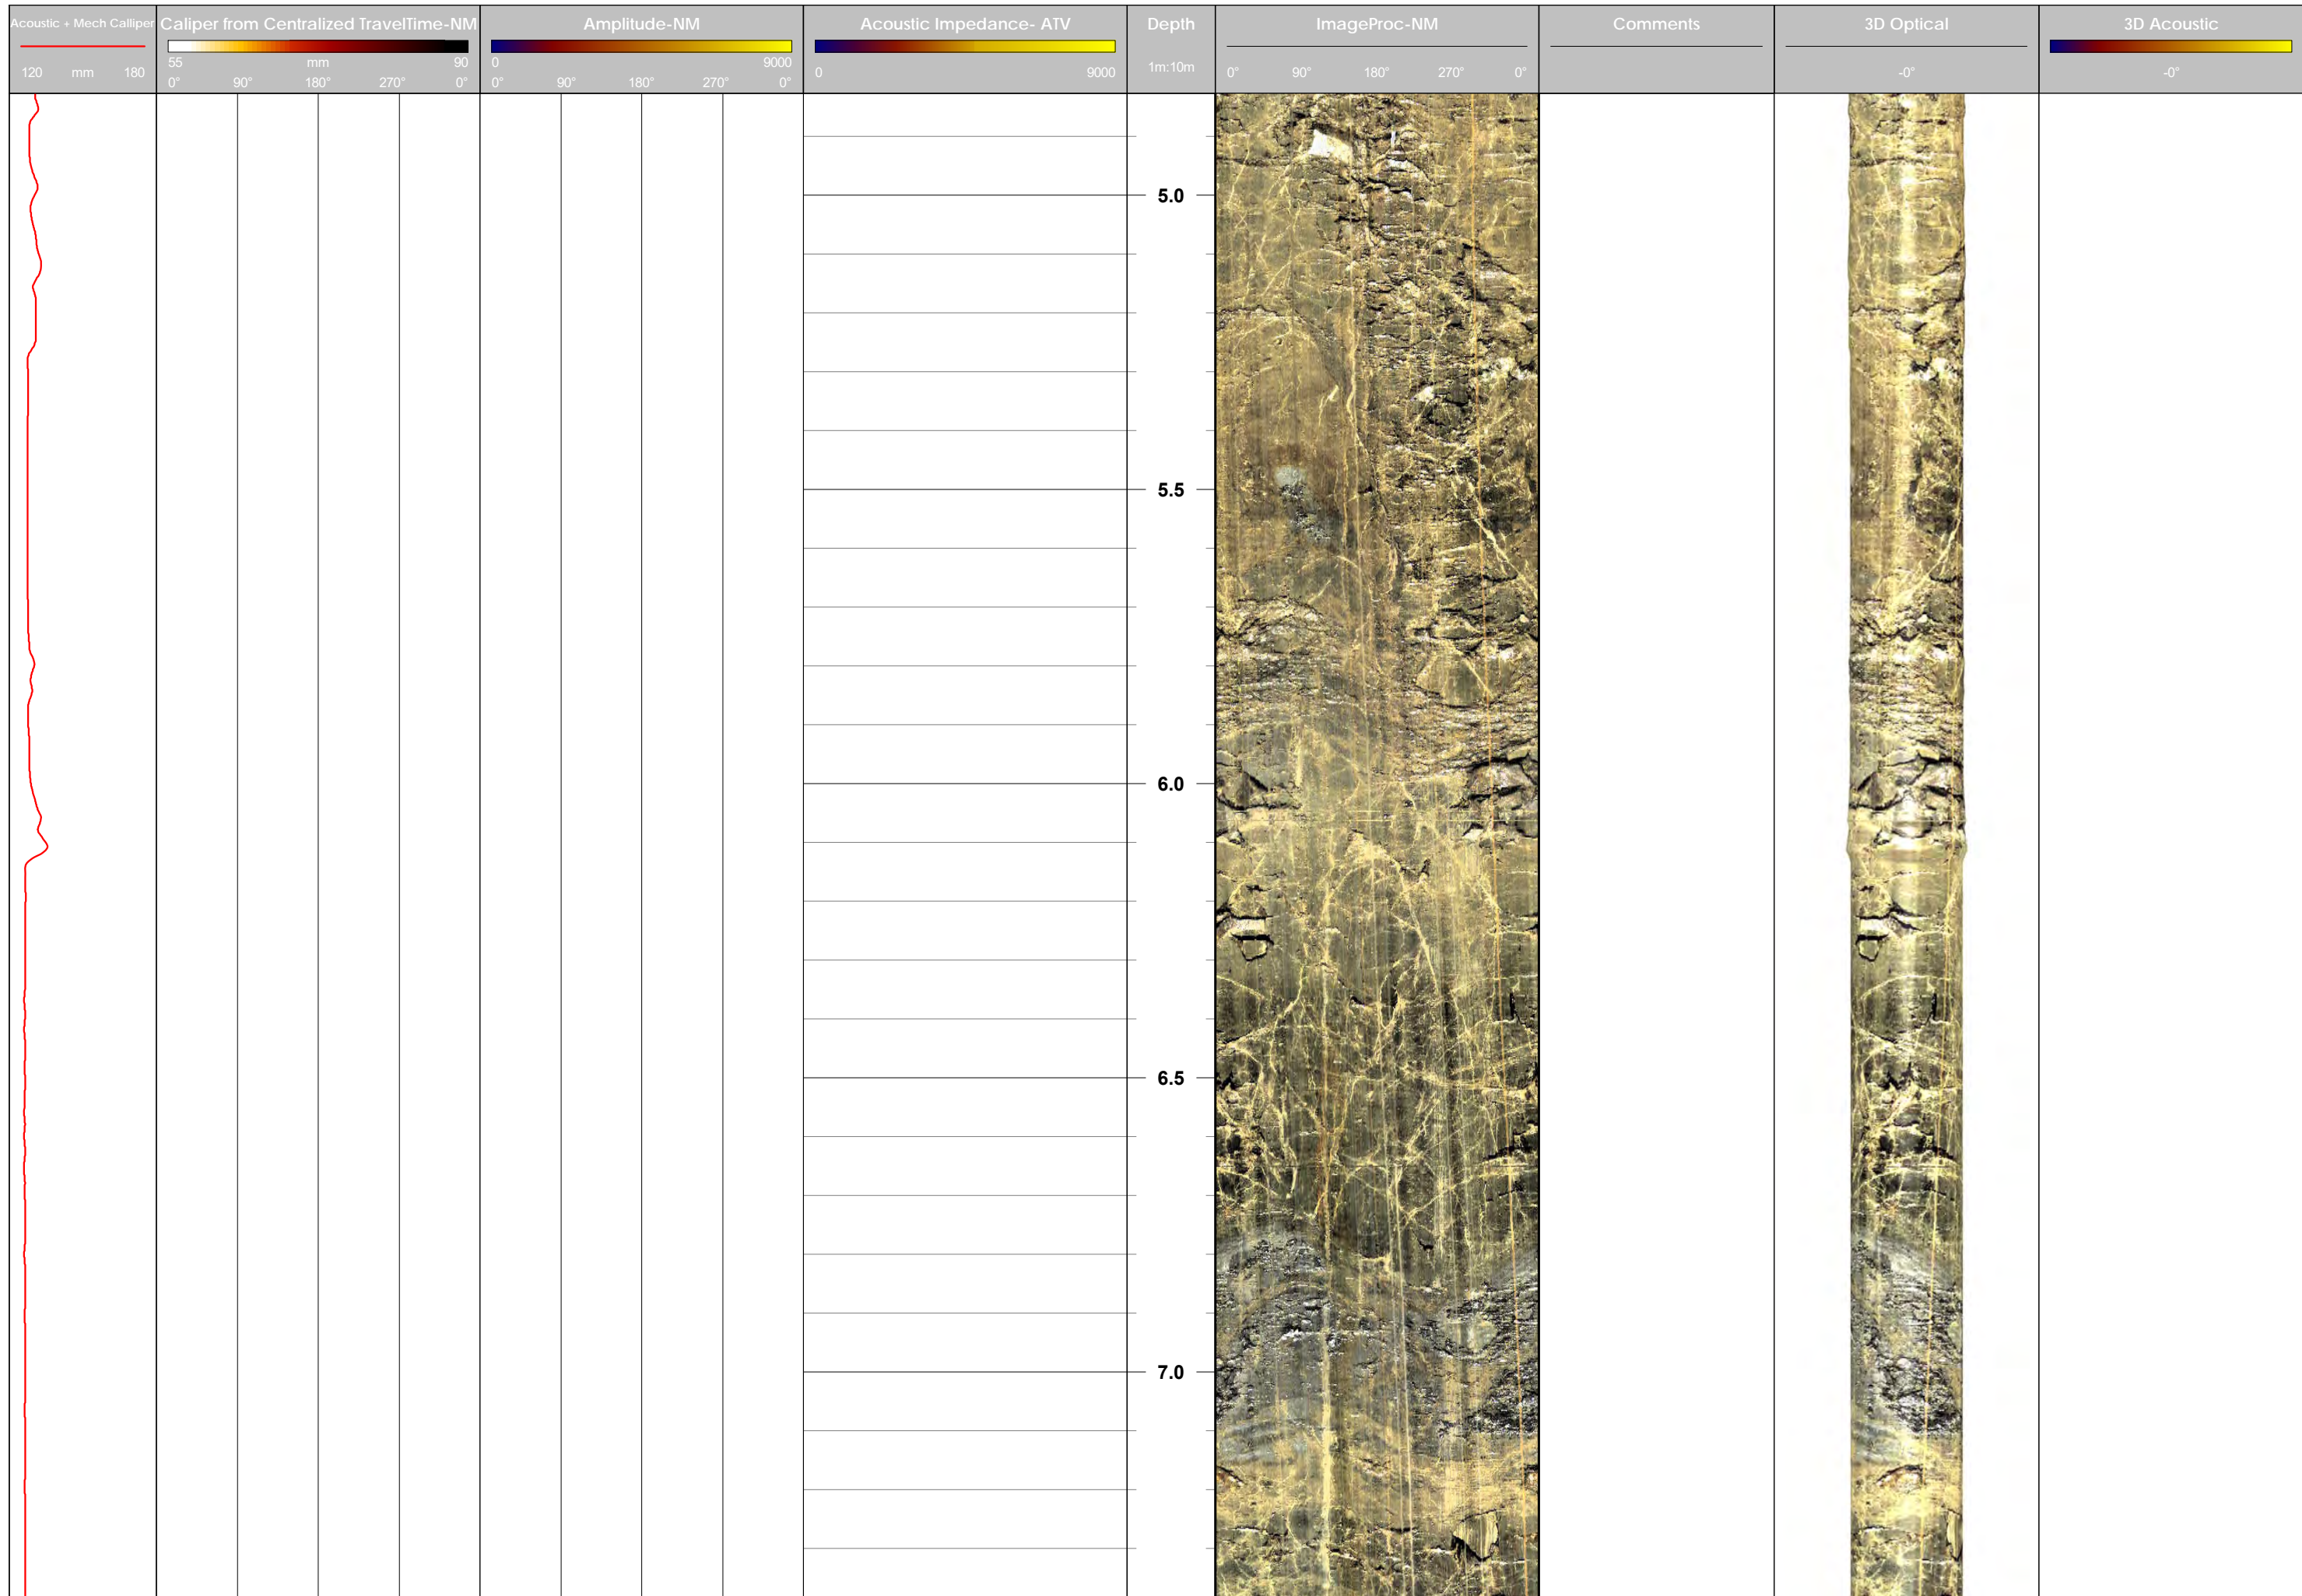 Acoustic + Mech Calliper
120 mm 180
Caliper from Centralized TravelTime-NM
55 mm 90
0° 90° 180° 270° 0°
Amplitude-NM
0 9000
0° 90° 180° 270° 0°
Acoustic Impedance- ATV
0 9000
Depth
1m:10m
ImageProc-NM
0° 90° 180° 270° 0°
Comments
3D Optical
-0°
3D Acoustic
-0°
5.0
5.5
6.0
6.5
7.0